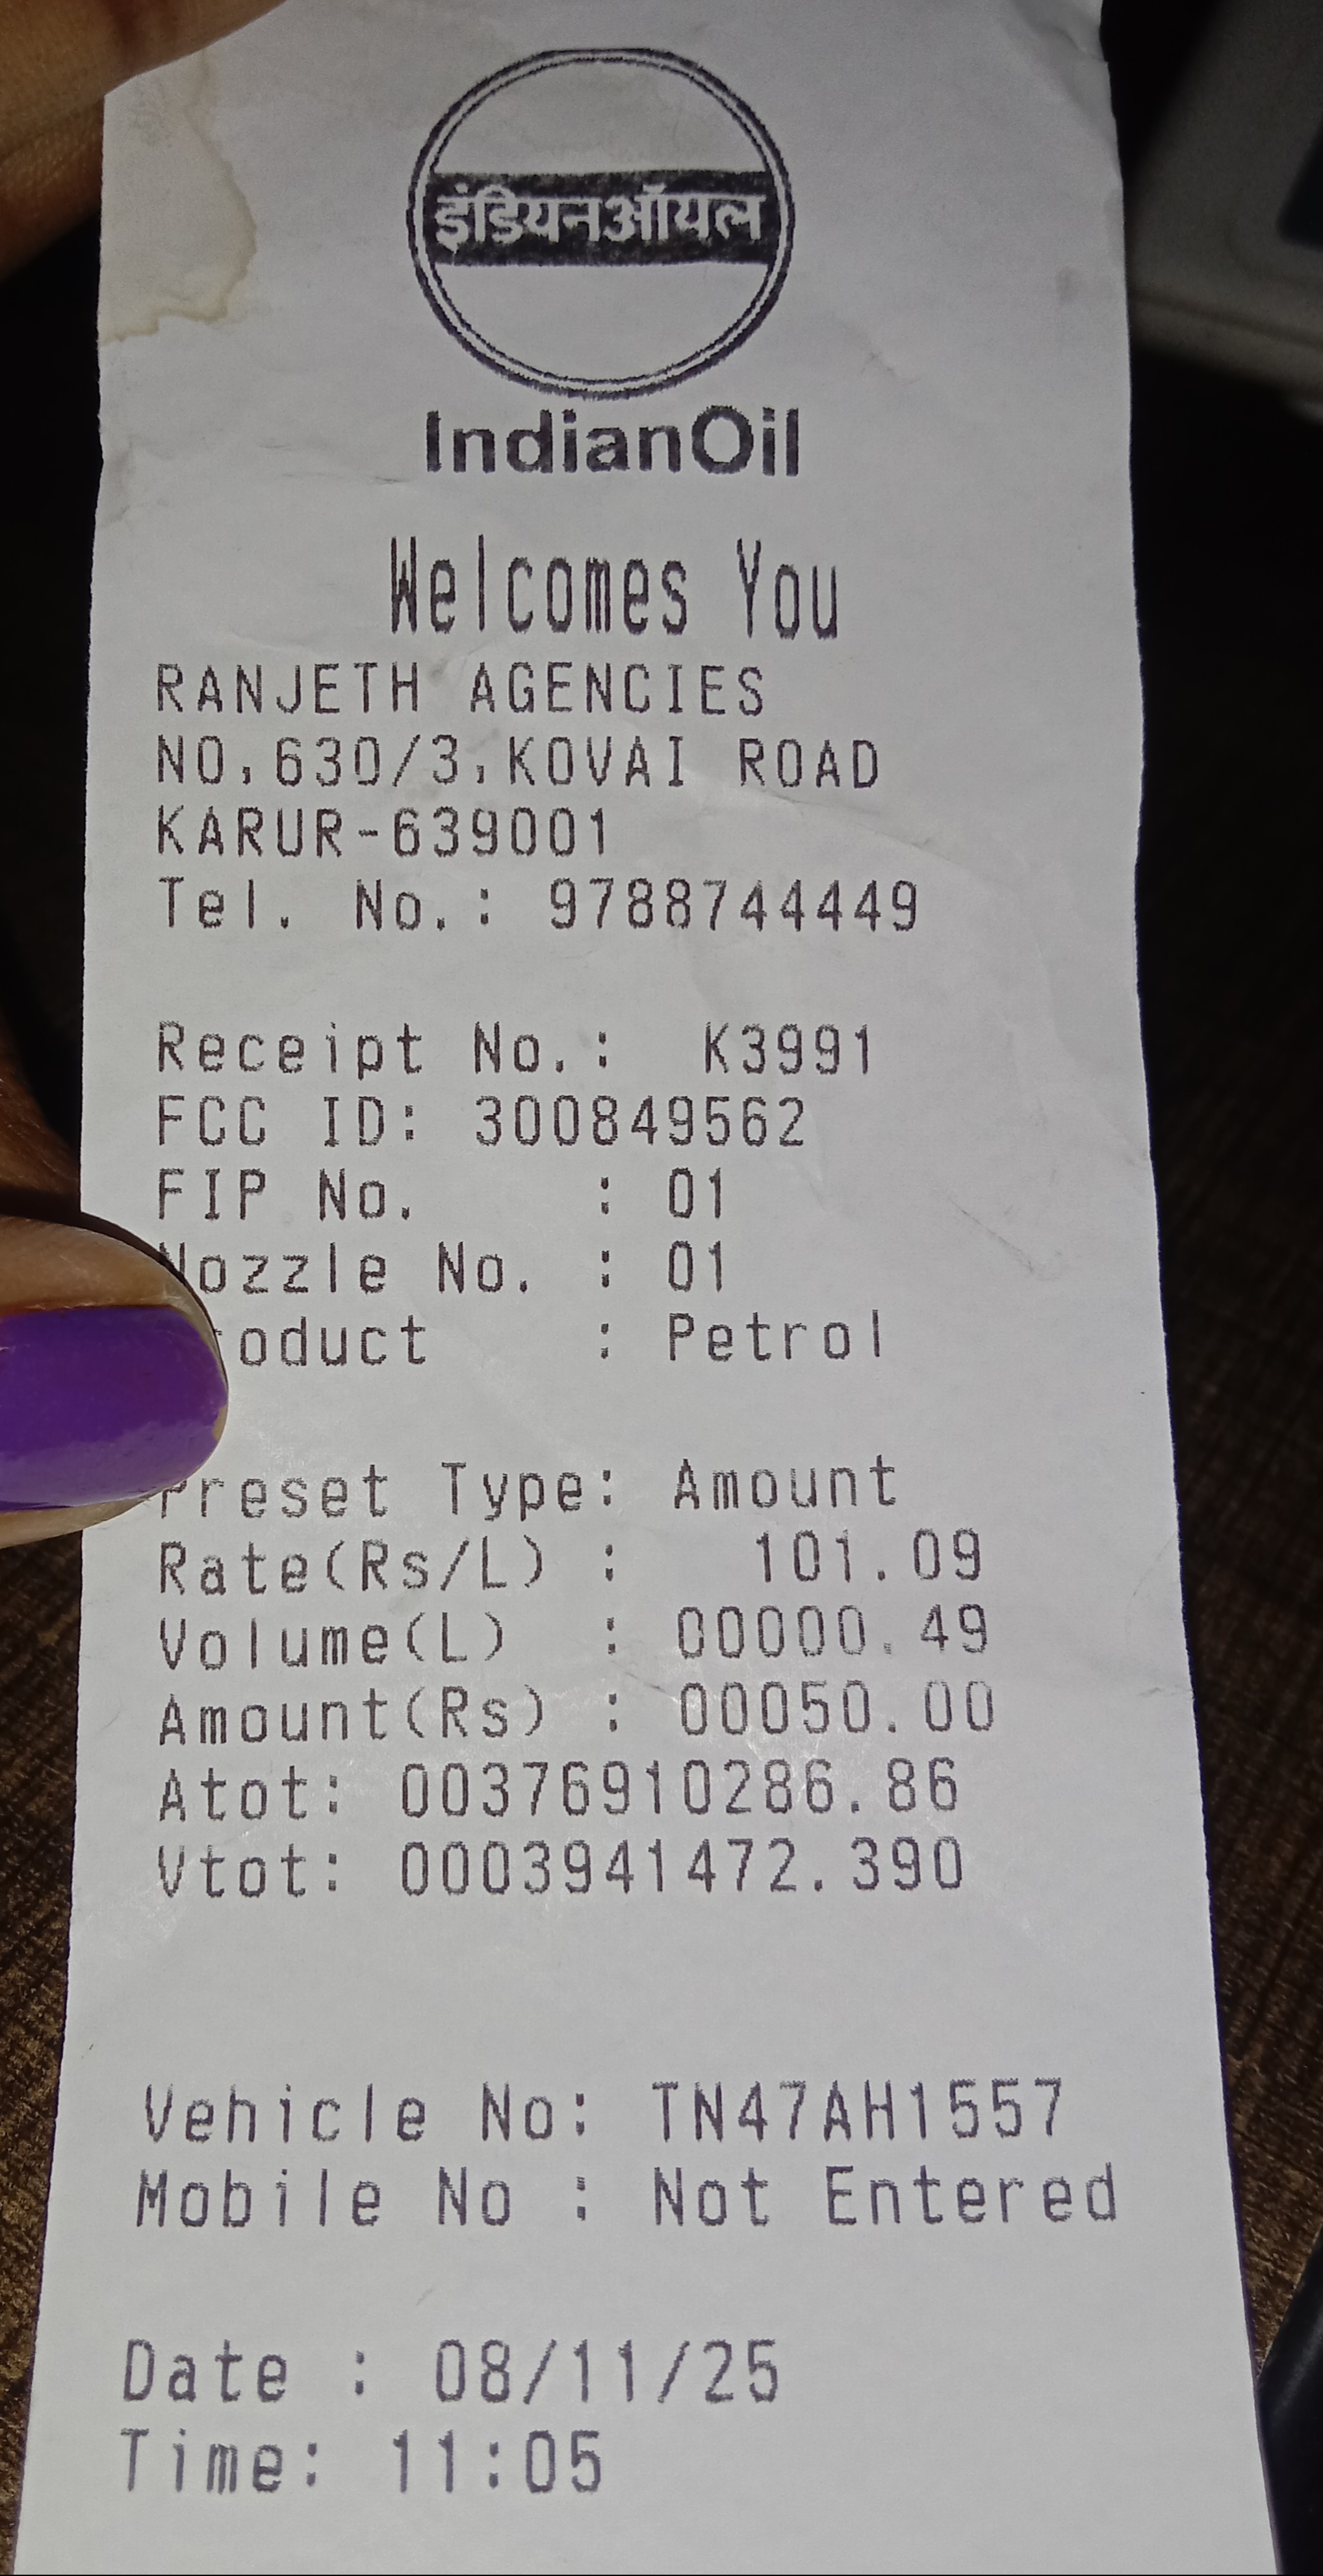 इंडियनऑयल
IndianOil
Welcomes You
RANJETH AGENCIES
NO,630/3,KOVAI ROAD
KARUR-639001
Tel. No.: 9788744449
Receipt No.: K3991
FCC ID: 300849562
FIP No. : 01
Nozzle No. : 01
oduct : Petrol
Preset Type: Amount
Rate(Rs/L) : 101.09
Volume(L) : 00000.49
Amount(Rs) : 00050.00
Atot: 00376910286.86
Vtot: 0003941472.390
Vehicle No: TN47AH1557
Mobile No : Not Entered
Date : 08/11/25
Time: 11:05